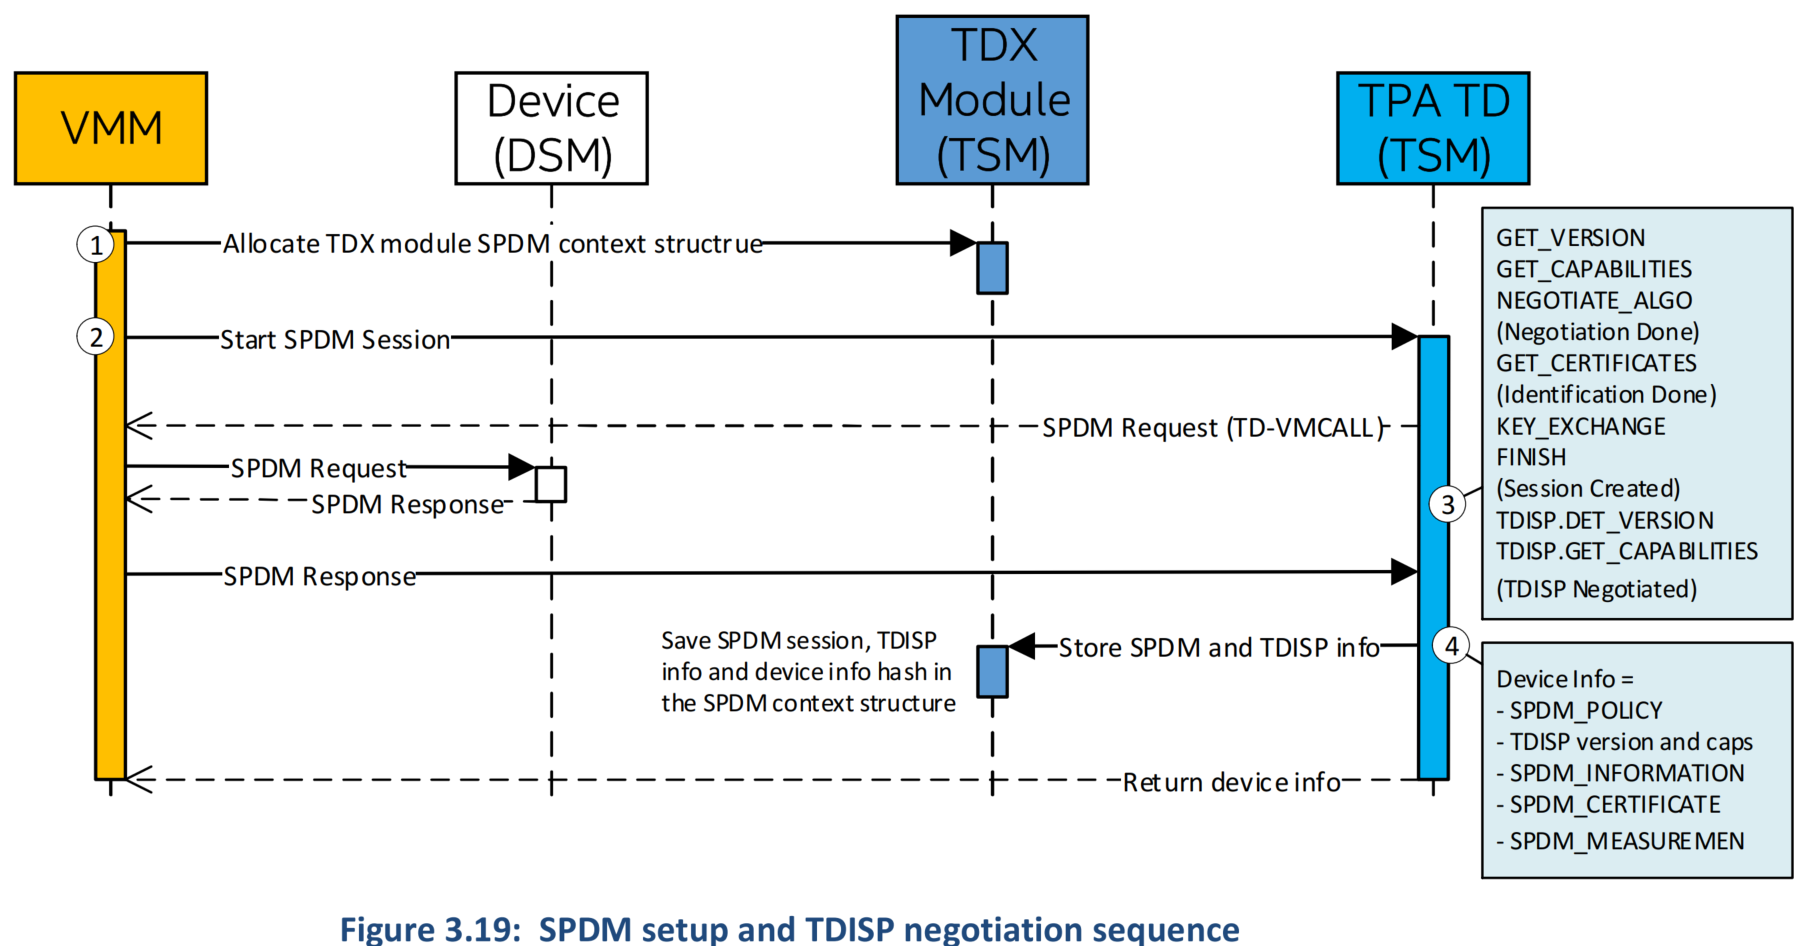 VMM
Device
(DSM)
TDX
Module
(TSM)
TPA TD
(TSM)
1
Allocate TDX module SPDM context structrue
2
Start SPDM Session
SPDM Request (TD-VMCALL)
SPDM Request
SPDM Response
SPDM Response
3
GET_VERSION
GET_CAPABILITIES
NEGOTIATE_ALGO
(Negotiation Done)
GET_CERTIFICATES
(Identification Done)
KEY_EXCHANGE
FINISH
(Session Created)
TDISP.DET_VERSION
TDISP.GET_CAPABILITIES
(TDISP Negotiated)
Save SPDM session, TDISP
info and device info hash in
the SPDM context structure
Store SPDM and TDISP info
4
Device Info =
- SPDM_POLICY
- TDISP version and caps
- SPDM_INFORMATION
- SPDM_CERTIFICATE
- SPDM_MEASUREMEN
Return device info
Figure 3.19: SPDM setup and TDISP negotiation sequence